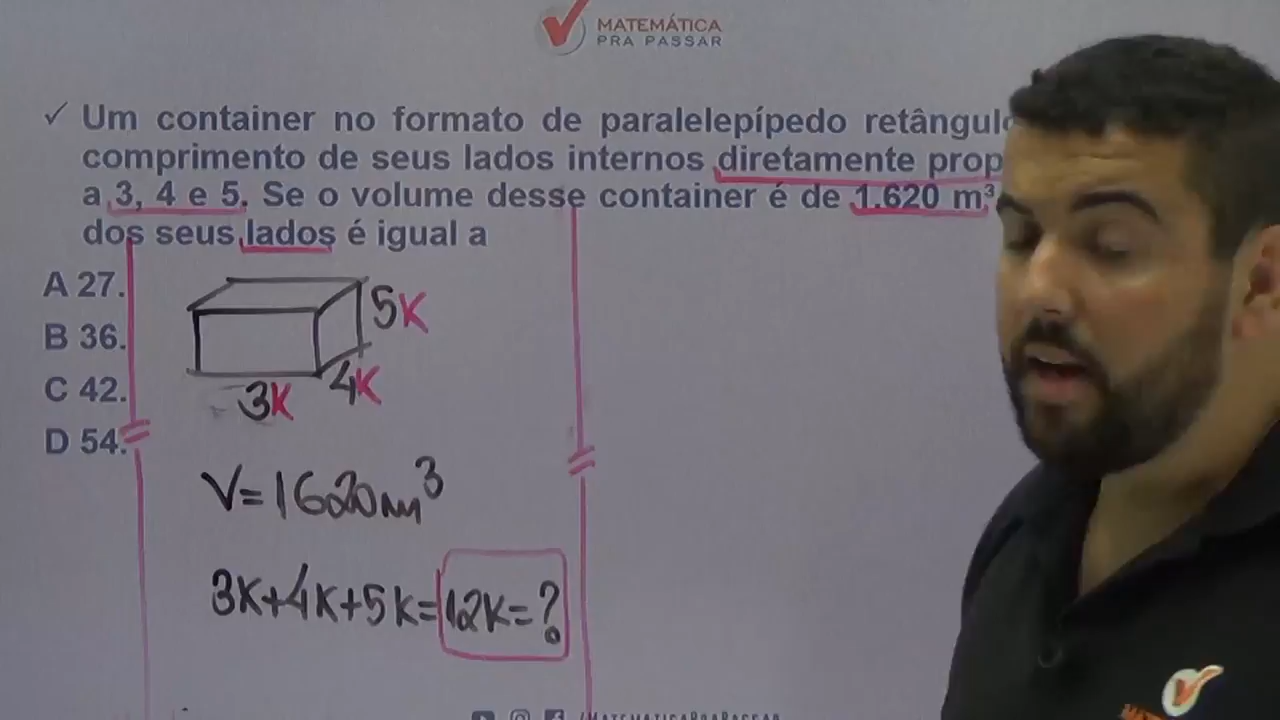 MATEMÁTICA
PRA PASSAR
✓ Um container no formato de paralelepípedo
comprimento de seus lados internos diretamente
a 3, 4 e 5. Se o volume desse container é de 1.620 m³
dos seus lados é igual a
A 27.
B 36.
C 42.
D 54.
5K
4K
3K
V=1620m³
3K+4K+5K=12K=?
/MATEMATICAPRAPASSAR